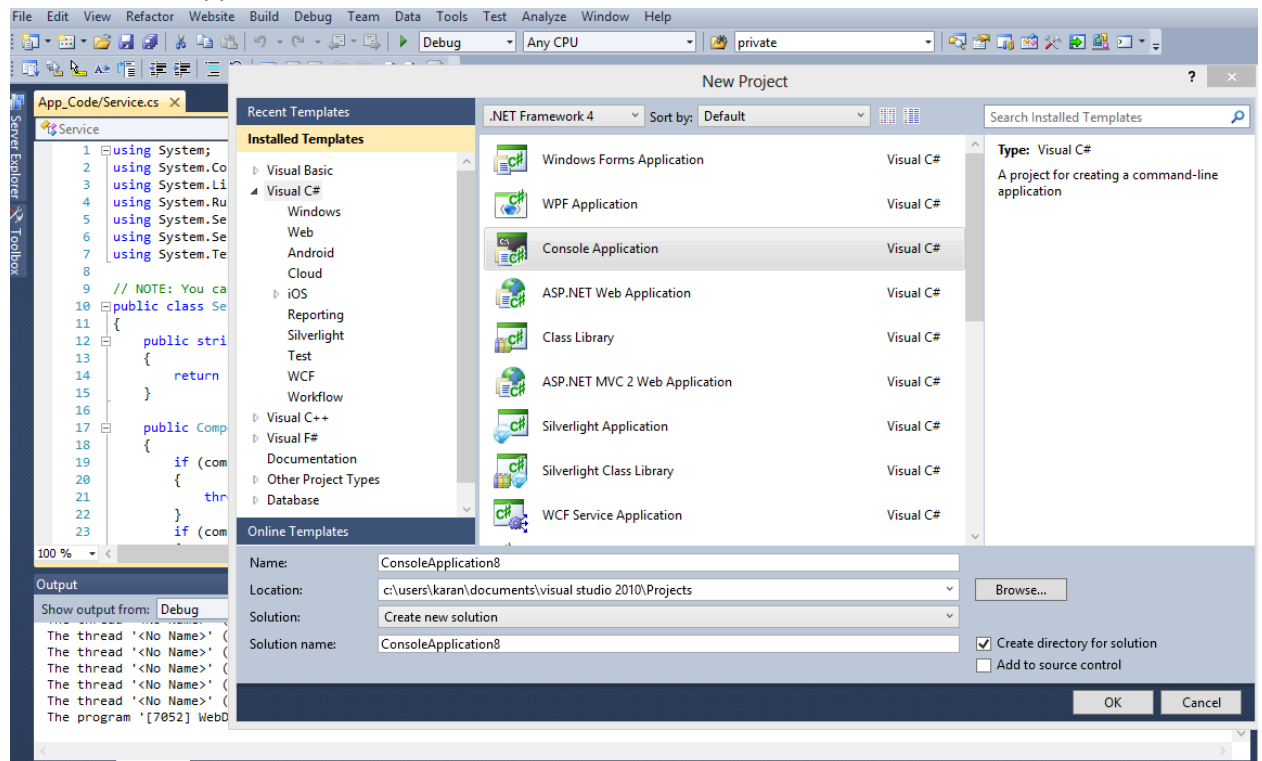 File Edit View Refactor Website Build Debug Team Data Tools Test Analyze Window Help
Debug Any CPU private
New Project ?
Server Explorer
Toolbox
App_Code/Service.cs
Service
1 using System;
2 using System.Co
3 using System.Li
4 using System.Ru
5 using System.Se
6 using System.Se
7 using System.Te
8
9 // NOTE: You ca
10 public class Se
11 {
12 public stri
13 {
14 return
15 }
16
17 public Comp
18 {
19 if (com
20 {
21 thr
22 }
23 if (com
100 %
Output
Show output from: Debug
The thread '<No Name>' (
The thread '<No Name>' (
The thread '<No Name>' (
The thread '<No Name>' (
The thread '<No Name>' (
The program '[7052] WebD
Recent Templates
Installed Templates
Visual Basic
Visual C#
Windows
Web
Android
Cloud
iOS
Reporting
Silverlight
Test
WCF
Workflow
Visual C++
Visual F#
Documentation
Other Project Types
Database
Online Templates
.NET Framework 4 Sort by: Default
Windows Forms Application Visual C#
WPF Application Visual C#
Console Application Visual C#
ASP.NET Web Application Visual C#
Class Library Visual C#
ASP.NET MVC 2 Web Application Visual C#
Silverlight Application Visual C#
Silverlight Class Library Visual C#
WCF Service Application Visual C#
Search Installed Templates
Type: Visual C#
A project for creating a command-line
application
Name: ConsoleApplication8
Location: c:\users\karan\documents\visual studio 2010\Projects Browse...
Solution: Create new solution
Solution name: ConsoleApplication8
Create directory for solution
Add to source control
OK Cancel